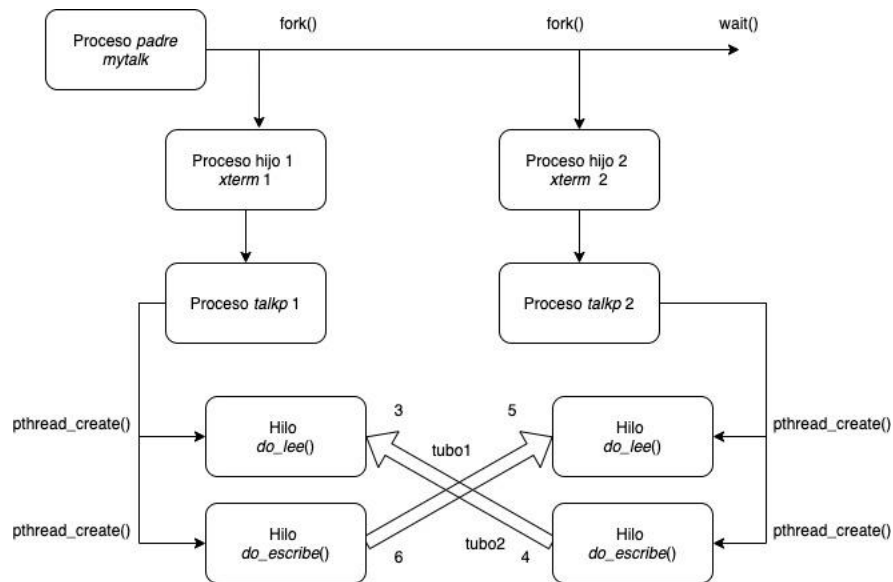 fork()
fork()
wait()
Proceso padre
mytalk
Proceso hijo 1
xterm 1
Proceso hijo 2
xterm 2
Proceso talkp 1
Proceso talkp 2
pthread_create()
Hilo
do_lee()
3
5
Hilo
do_lee()
pthread_create()
tubo1
pthread_create()
Hilo
do_escribe()
6
tubo2
4
Hilo
do_escribe()
pthread_create()